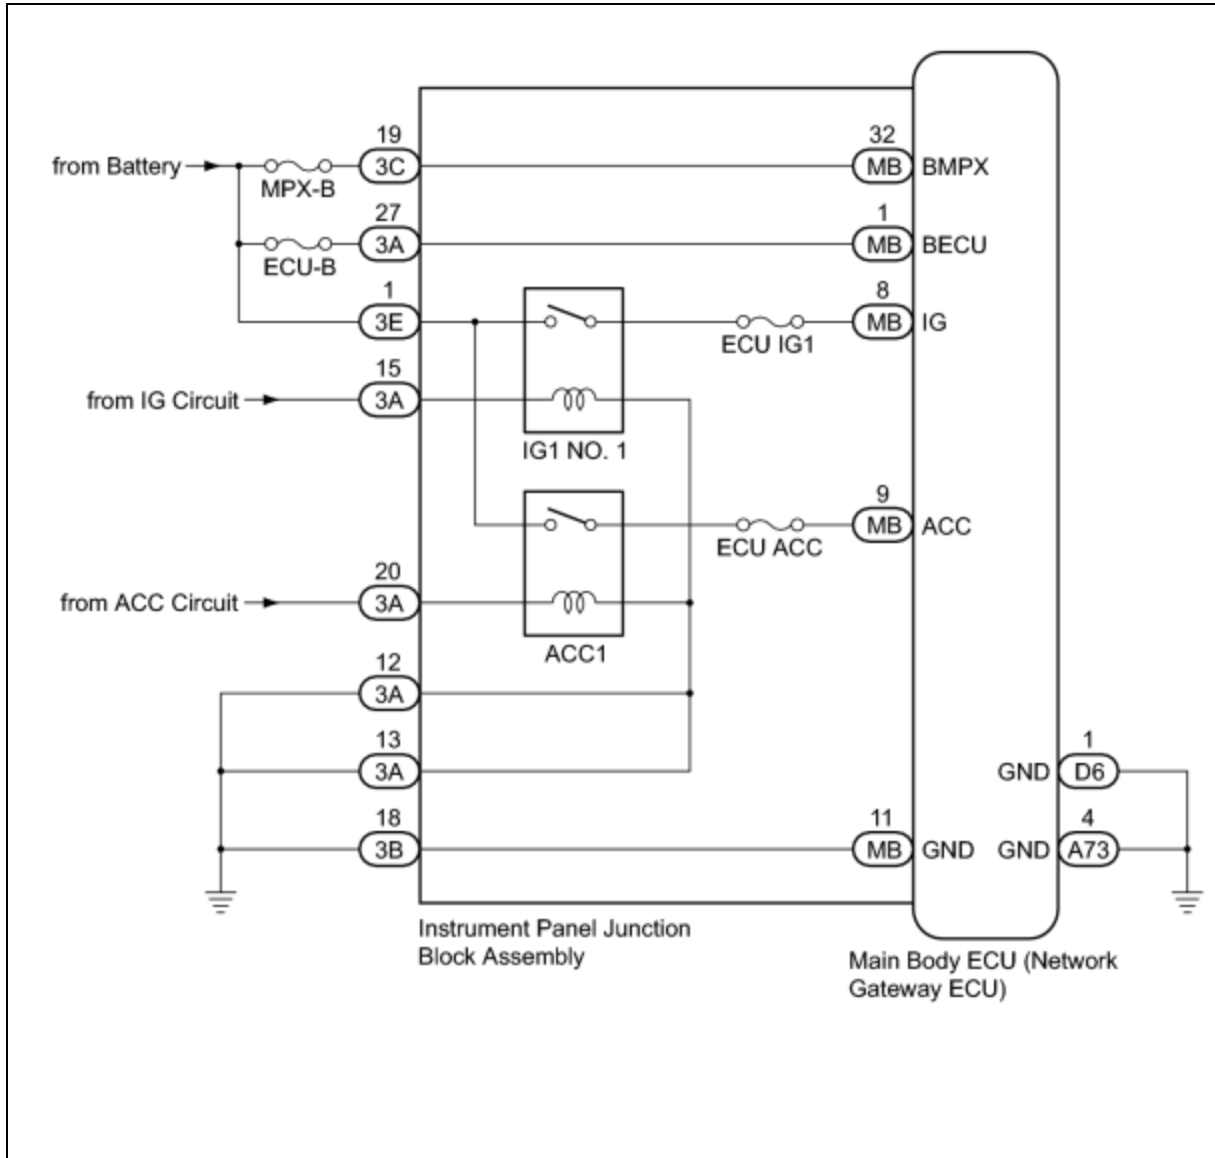 19
32
from Battery
3C
MB
BMPX
MPX-B
27
1
3A
MB
BECU
ECU-B
1
8
3E
MB
IG
ECU IG1
15
from IG Circuit
3A
IG1 NO. 1
9
MB
ACC
ECU ACC
20
from ACC Circuit
3A
ACC1
12
3A
13
1
3A
GND
D6
18
11
4
3B
MB
GND
GND
A73
Instrument Panel Junction
Block Assembly
Main Body ECU (Network
Gateway ECU)